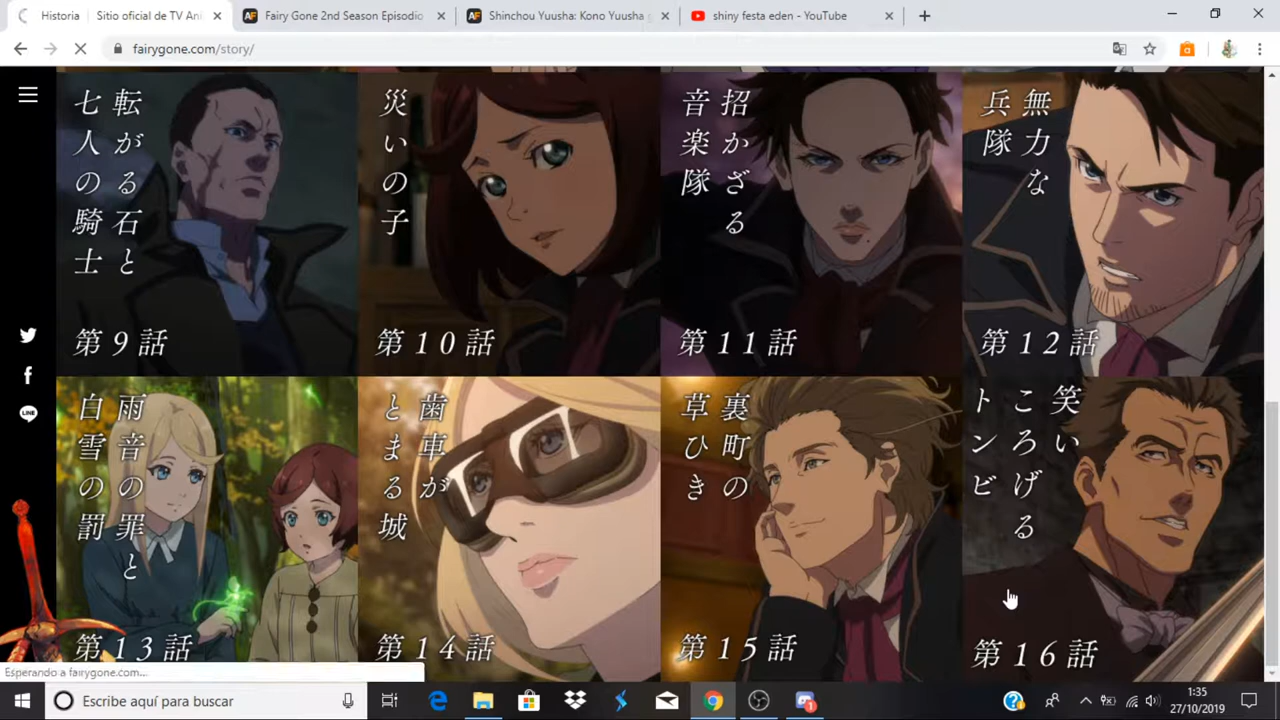 Historia
Sitio oficial de TV Ani
Fairy Gone 2nd Season Episodio
Shinchou Yuusha: Kono Yuusha
shiny festa eden - YouTube
fairygone.com/story/
転がる石と
七人の騎士
第9話
災いの子
第10話
招かざる
音楽隊
第11話
無力な
兵隊
第12話
雨音の罪と
白雪の罰
第13話
歯車が
とまる城
第14話
裏町の
草ひき
第15話
笑い
ころげる
トンビ
第16話
LINE
Esperando a fairygone.com...
Escribe aquí para buscar
1:35
27/10/2019